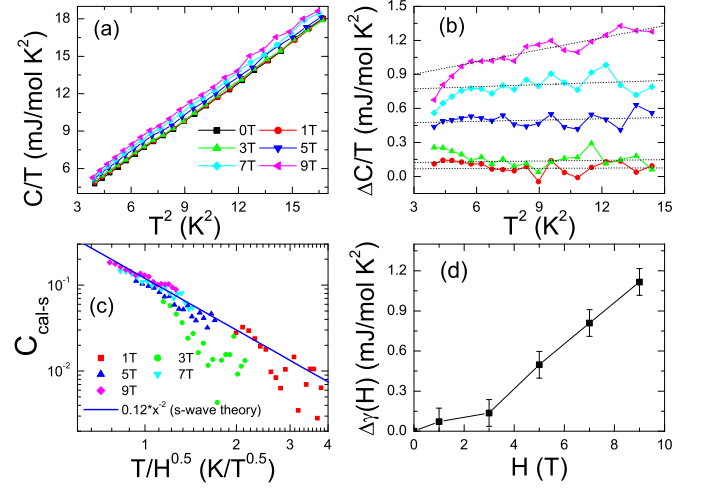 (a)
C/T (mJ/mol K²)
18
15
12
9
6
0T 1T
3T 5T
7T 9T
3 6 9 12 15
T² (K²)
(b)
ΔC/T (mJ/mol K²)
1.5
1.2
0.9
0.6
0.3
0.0
3 6 9 12 15
T² (K²)
(c)
C_cal-s
10⁻¹
10⁻²
1T 3T
5T 7T
9T
0.12*x⁻² (s-wave theory)
1 2 3 4
T/H^0.5 (K/T^0.5)
(d)
Δγ(H) (mJ/mol K²)
1.2
0.9
0.6
0.3
0.0
0 2 4 6 8 10
H (T)